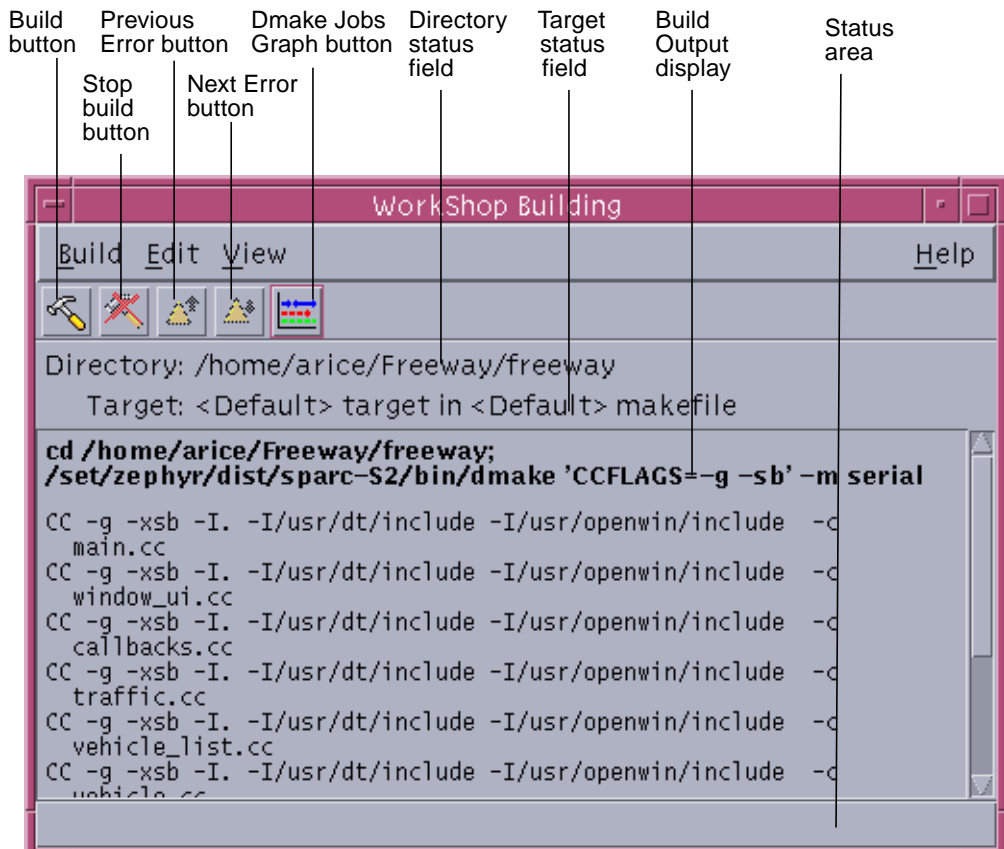 Build button
Previous Error button
Dmake Jobs Graph button
Directory status field
Target status field
Build Output display
Status area
Stop build button
Next Error button
WorkShop Building
Build Edit View Help
Directory: /home/arice/Freeway/freeway
Target: <Default> target in <Default> makefile
cd /home/arice/Freeway/freeway;
/set/zephyr/dist/sparc-S2/bin/dmake 'CCFLAGS=-g -sb' -m serial
CC -g -xsb -I. -I/usr/dt/include -I/usr/openwin/include -c
main.cc
CC -g -xsb -I. -I/usr/dt/include -I/usr/openwin/include -c
window_ui.cc
CC -g -xsb -I. -I/usr/dt/include -I/usr/openwin/include -c
callbacks.cc
CC -g -xsb -I. -I/usr/dt/include -I/usr/openwin/include -c
traffic.cc
CC -g -xsb -I. -I/usr/dt/include -I/usr/openwin/include -c
vehicle_list.cc
CC -g -xsb -I. -I/usr/dt/include -I/usr/openwin/include -c
vehicle.cc